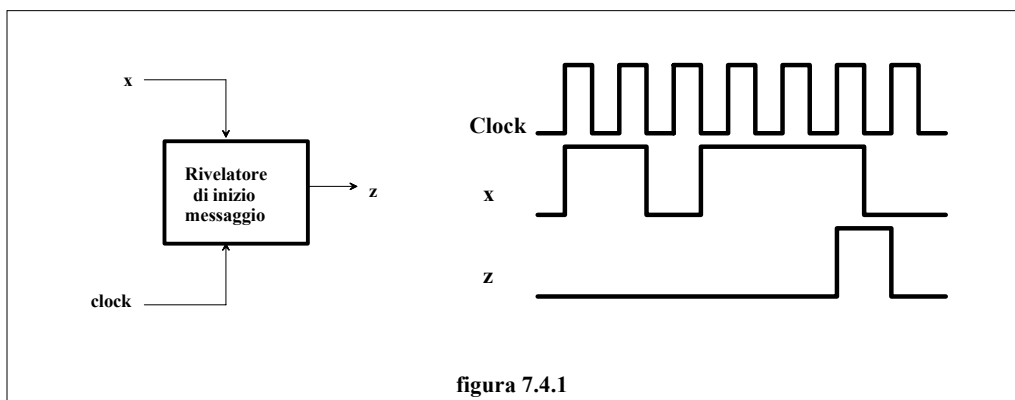 x
Rivelatore
di inizio
messaggio
z
clock
Clock
x
z
figura 7.4.1